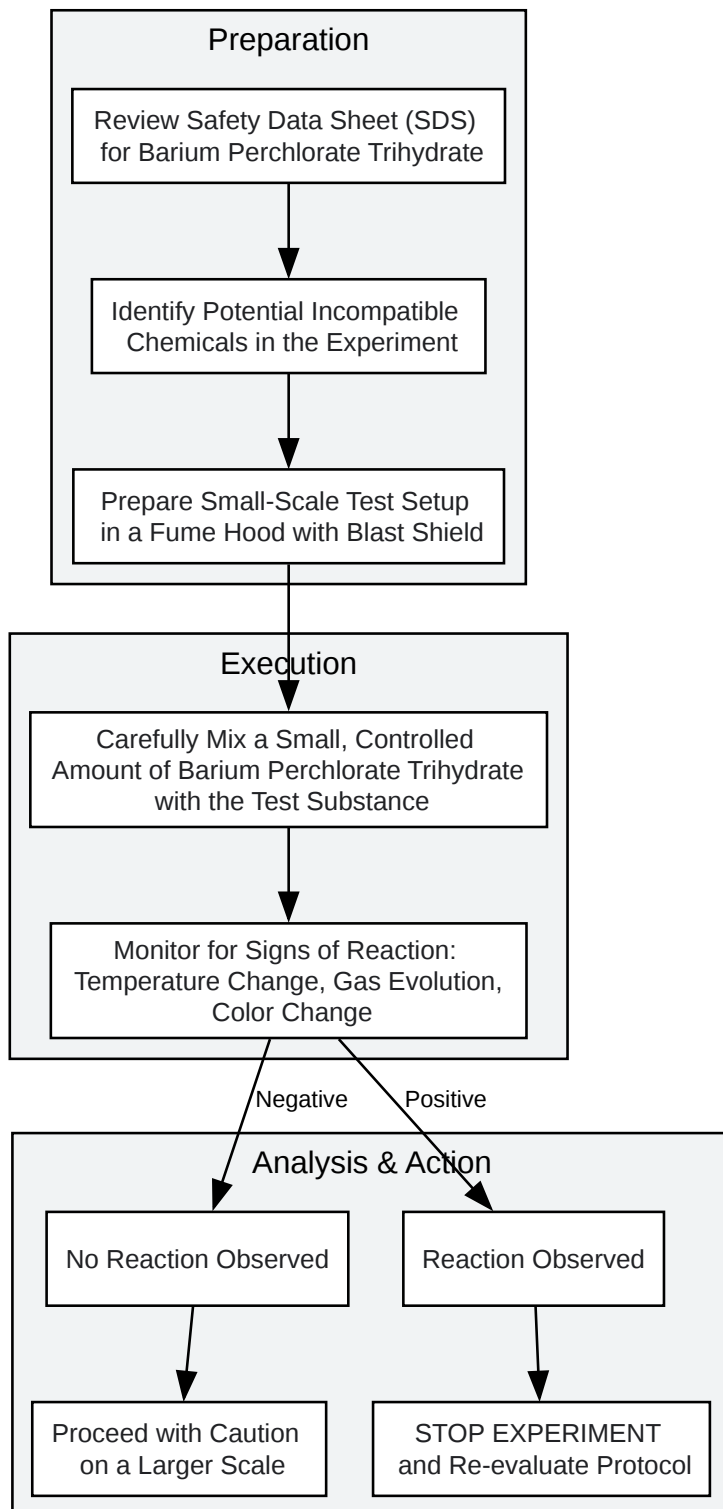 Preparation
Review Safety Data Sheet (SDS)
for Barium Perchlorate Trihydrate
Identify Potential Incompatible
Chemicals in the Experiment
Prepare Small-Scale Test Setup
in a Fume Hood with Blast Shield
Execution
Carefully Mix a Small, Controlled
Amount of Barium Perchlorate Trihydrate
with the Test Substance
Monitor for Signs of Reaction:
Temperature Change, Gas Evolution,
Color Change
Negative
Positive
Analysis & Action
No Reaction Observed
Reaction Observed
Proceed with Caution
on a Larger Scale
STOP EXPERIMENT
and Re-evaluate Protocol